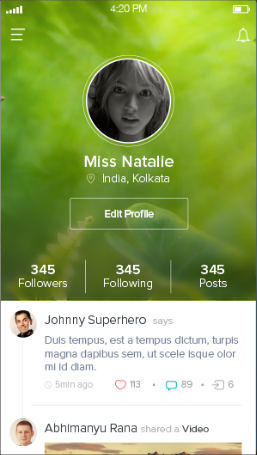 4:20 PM
Miss Natalie
India, Kolkata
Edit Profile
345 345 345
Followers Following Posts
Johnny Superhero says
Duis tempus, est a tempus dictum, turpis
magna dapibus sem, ut scele isque olor
mi id diam.
5min ago 113 • 89 • 6
Abhimanyu Rana shared a Video